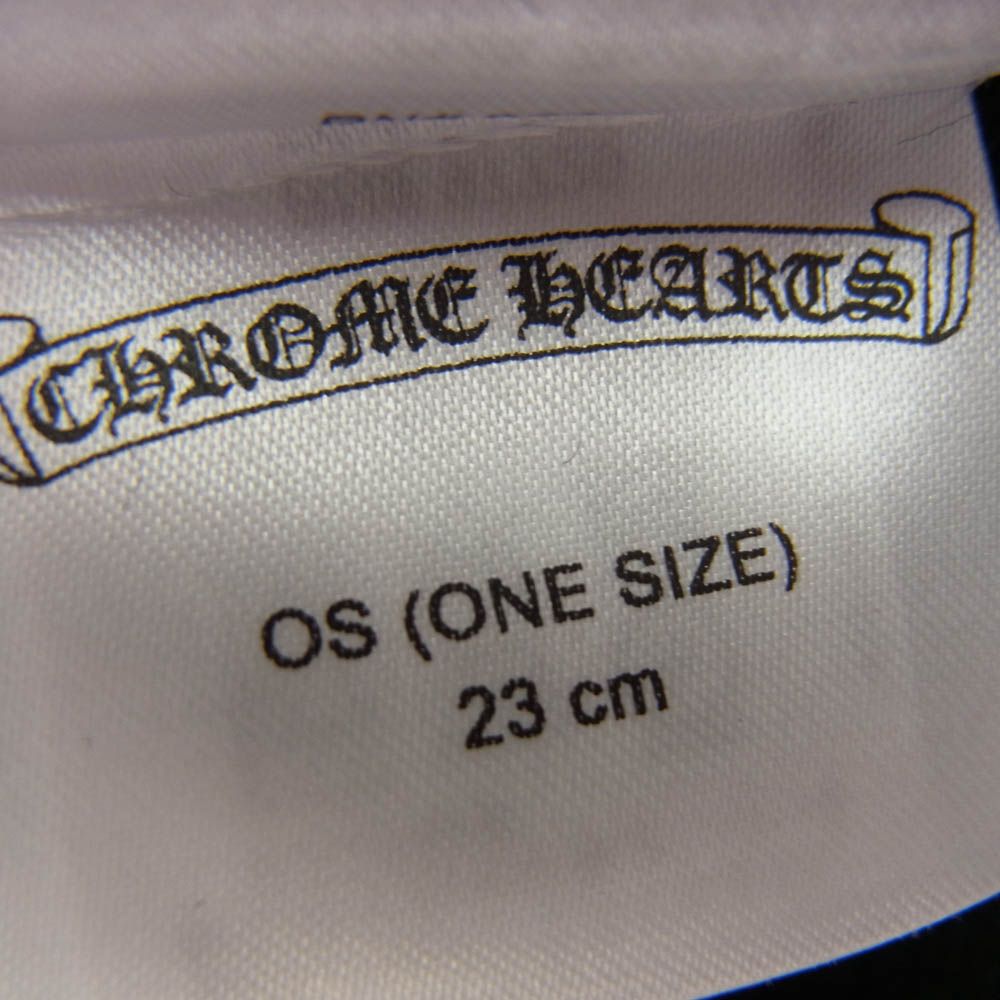 CHROME HEARTS
OS (ONE SIZE)
23 cm